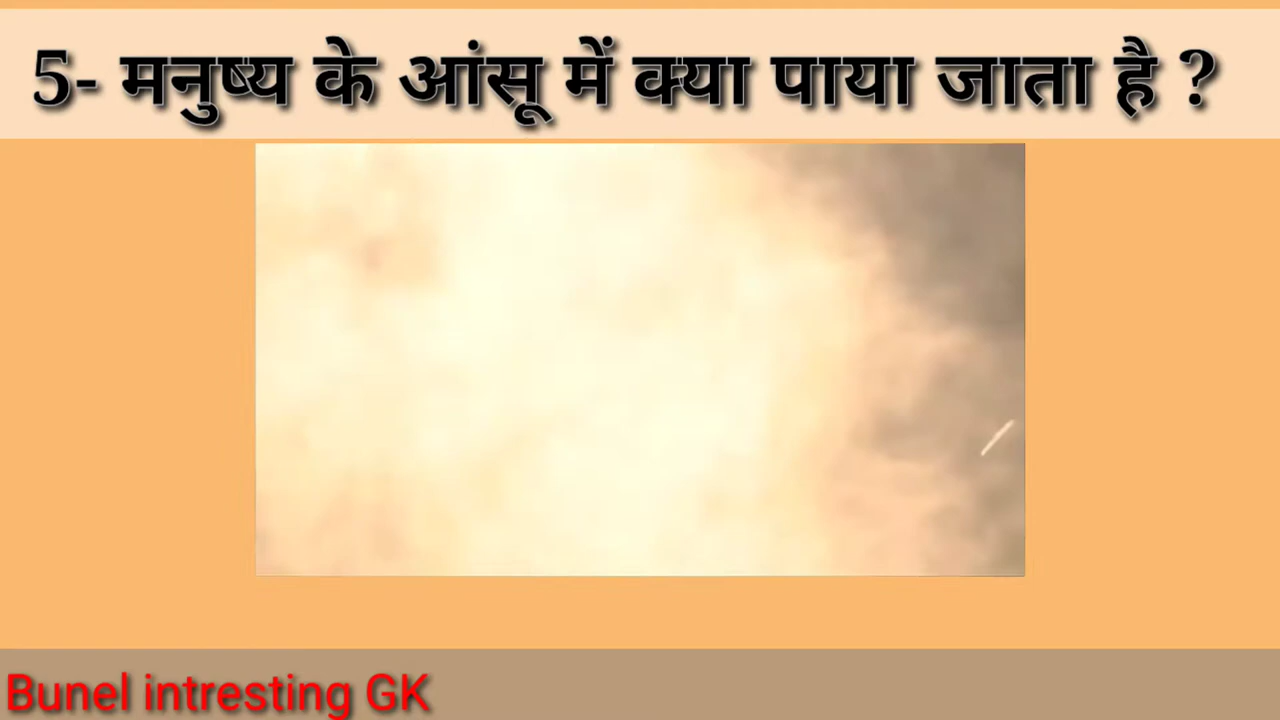 5- मनुष्य के आंसू में क्या पाया जाता है ?
Bunel intresting GK